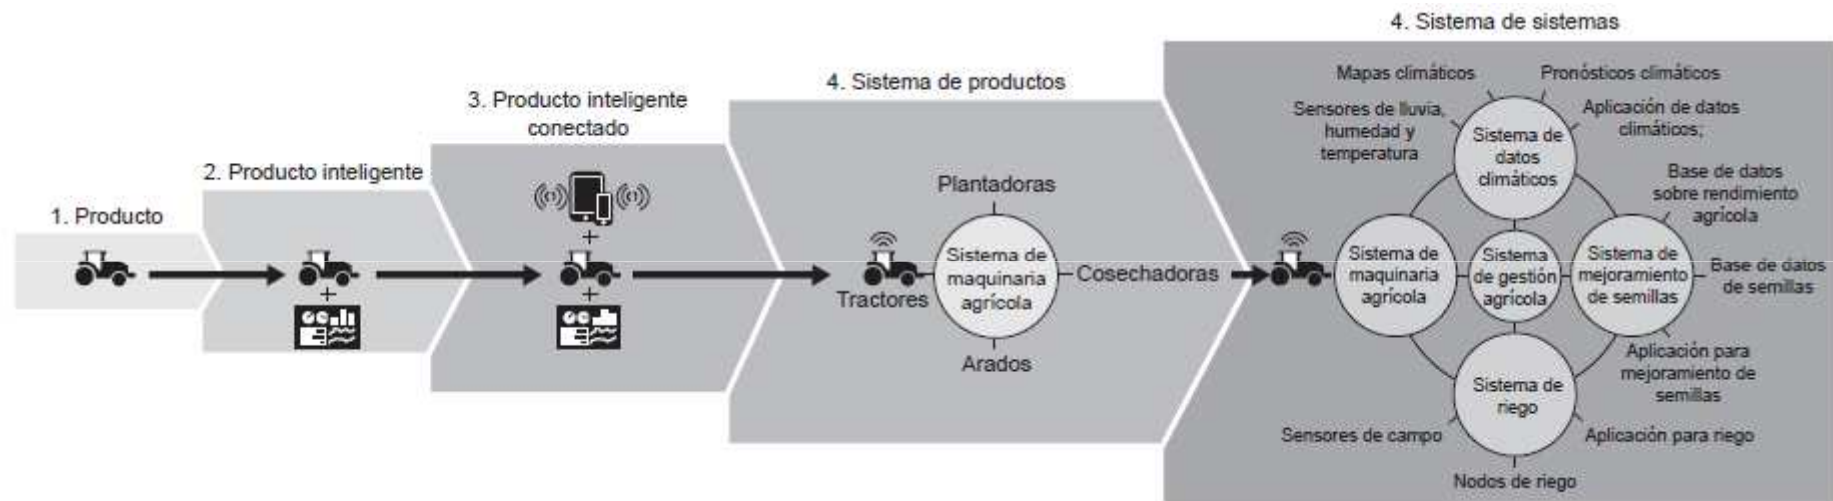 1. Producto
2. Producto inteligente
3. Producto inteligente
conectado
4. Sistema de productos
Plantadoras
Tractores
Sistema de
maquinaria
agrícola
Cosechadoras
Arados
4. Sistema de sistemas
Mapas climáticos
Pronósticos climáticos
Sensores de lluvia,
humedad y
temperatura
Aplicación de datos
climáticos;
Sistema de
datos
climáticos
Base de datos
sobre rendimiento
agrícola
Sistema de
maquinaria
agrícola
Sistema
de gestión
agrícola
Sistema de
mejoramiento
de semillas
Base de datos
de semillas
Aplicación para
mejoramiento de
semillas
Sistema de
riego
Sensores de campo
Aplicación para riego
Nodos de riego